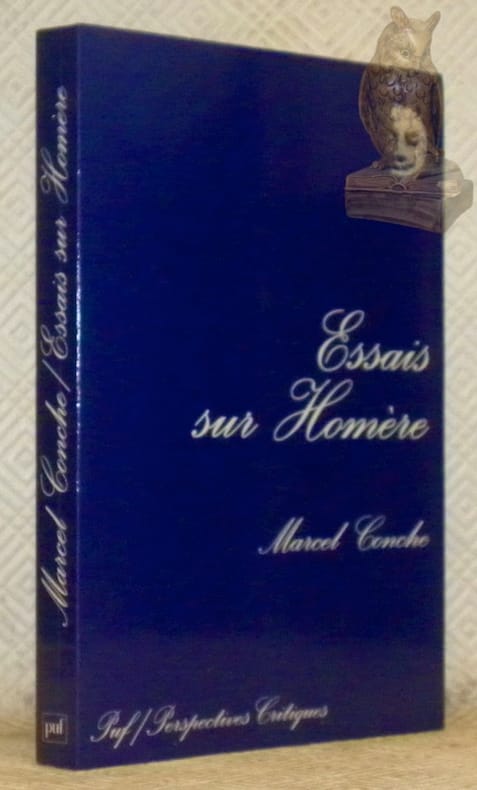 Marcel Conche / Essais sur Homère
puf
Essais
sur Homère
Marcel Conche
Puf / Perspectives Critiques